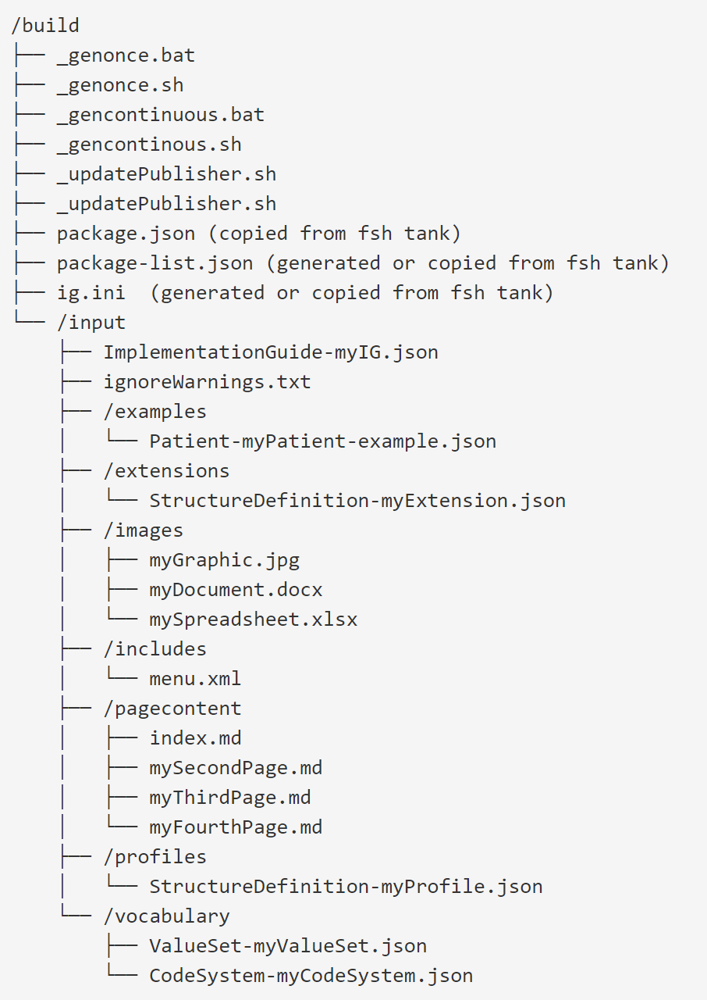 /build
├── _genonce.bat
├── _genonce.sh
├── _gencontinuous.bat
├── _gencontinous.sh
├── _updatePublisher.sh
├── _updatePublisher.sh
├── package.json (copied from fsh tank)
├── package-list.json (generated or copied from fsh tank)
├── ig.ini  (generated or copied from fsh tank)
└── /input
    ├── ImplementationGuide-myIG.json
    ├── ignoreWarnings.txt
    ├── /examples
    │   └── Patient-myPatient-example.json
    ├── /extensions
    │   └── StructureDefinition-myExtension.json
    ├── /images
    │   ├── myGraphic.jpg
    │   ├── myDocument.docx
    │   └── mySpreadsheet.xlsx
    ├── /includes
    │   └── menu.xml
    ├── /pagecontent
    │   ├── index.md
    │   ├── mySecondPage.md
    │   ├── myThirdPage.md
    │   └── myFourthPage.md
    ├── /profiles
    │   └── StructureDefinition-myProfile.json
    └── /vocabulary
        ├── ValueSet-myValueSet.json
        └── CodeSystem-myCodeSystem.json